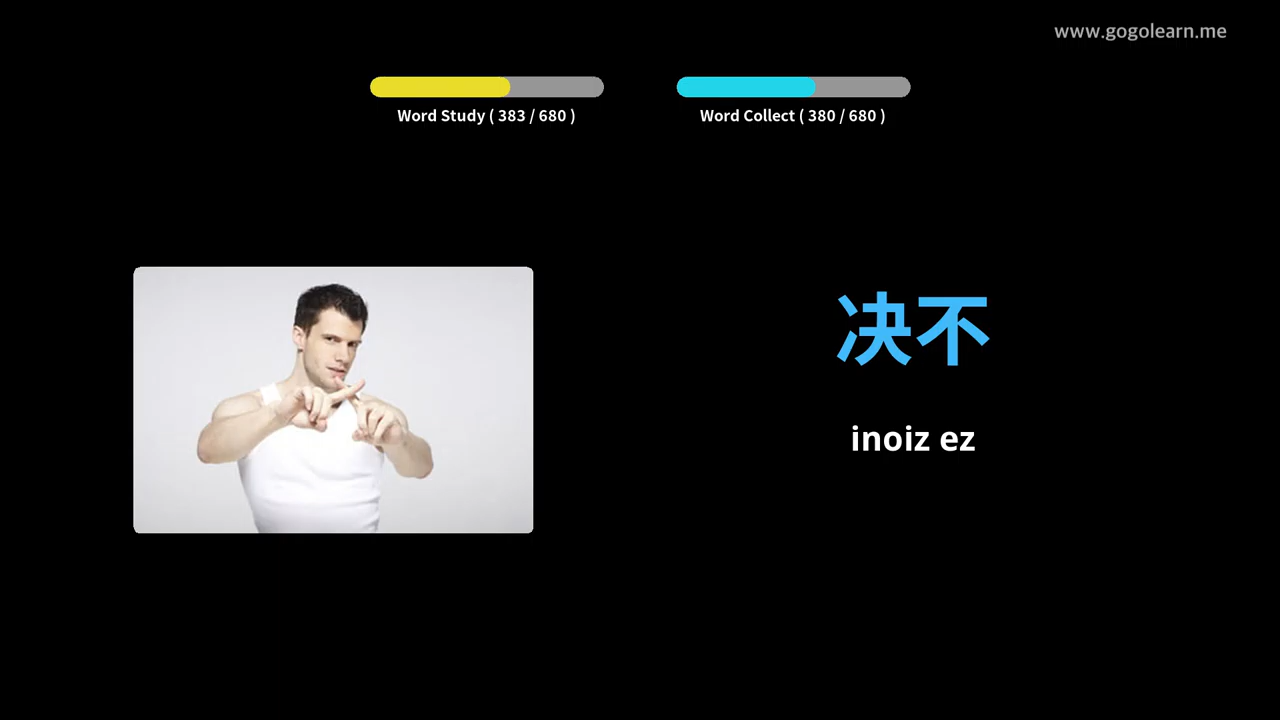 www.gogolearn.me
Word Study ( 383 / 680 )
Word Collect ( 380 / 680 )
决不
inoiz ez